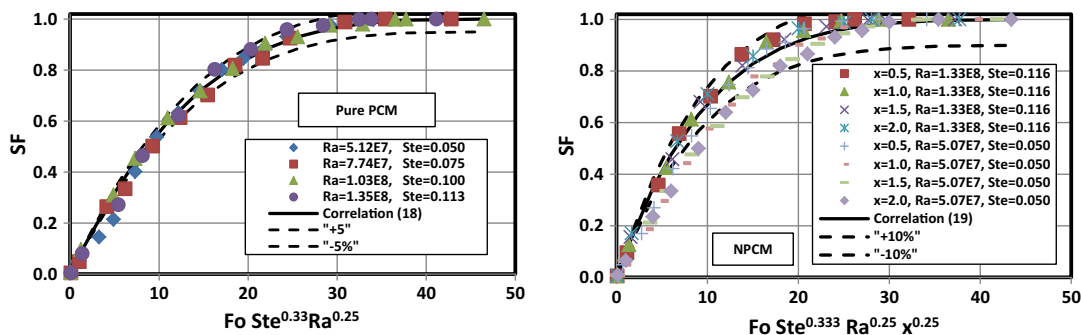 1.0
0.8
0.6
0.4
0.2
0.0
SF
0 10 20 30 40 50
Fo Ste^0.33Ra^0.25
Pure PCM
Ra=5.12E7, Ste=0.050
Ra=7.74E7, Ste=0.075
Ra=1.03E8, Ste=0.100
Ra=1.35E8, Ste=0.113
Correlation (18)
"+5"
"-5%"
1.0
0.8
0.6
0.4
0.2
0.0
SF
0 10 20 30 40 50
Fo Ste^0.333 Ra^0.25 x^0.25
x=0.5, Ra=1.33E8, Ste=0.116
x=1.0, Ra=1.33E8, Ste=0.116
x=1.5, Ra=1.33E8, Ste=0.116
x=2.0, Ra=1.33E8, Ste=0.116
x=0.5, Ra=5.07E7, Ste=0.050
x=1.0, Ra=5.07E7, Ste=0.050
x=1.5, Ra=5.07E7, Ste=0.050
x=2.0, Ra=5.07E7, Ste=0.050
Correlation (19)
"+10%"
"-10%"
NPCM